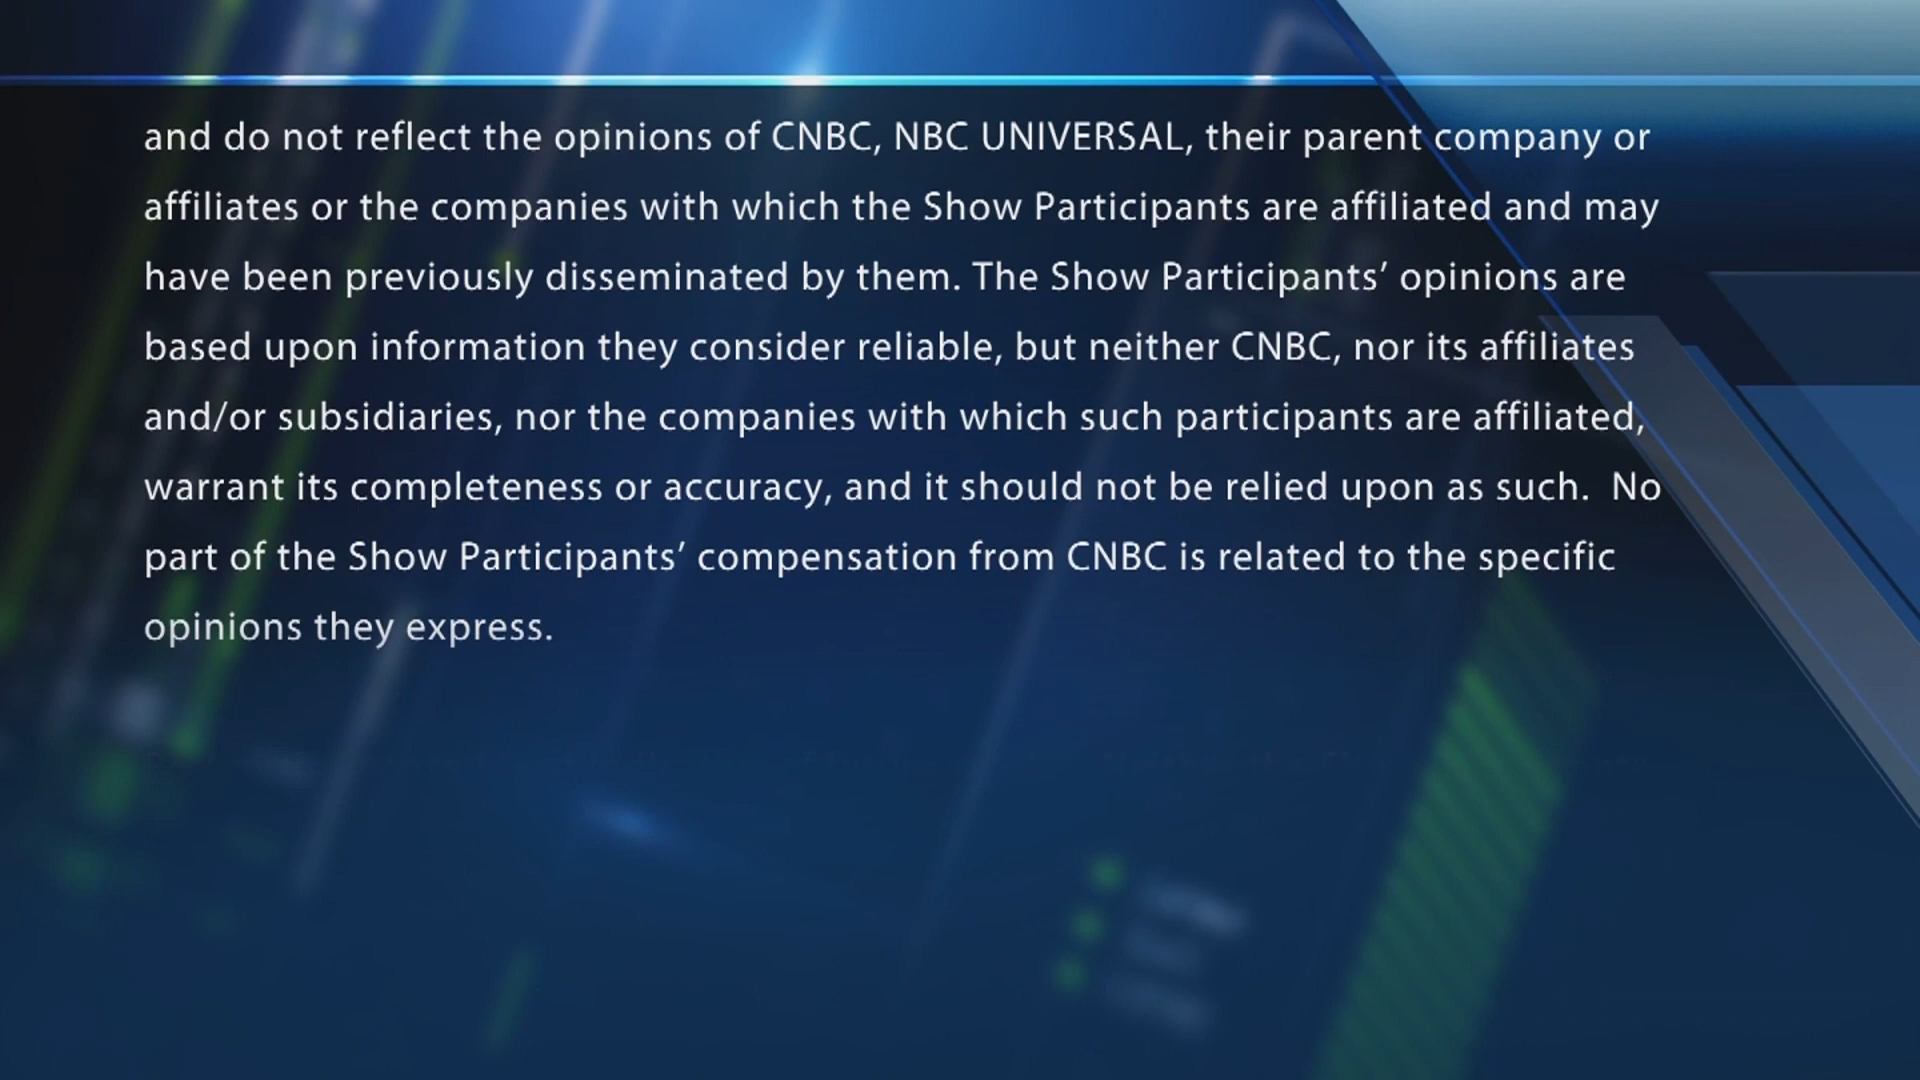 and do not reflect the opinions of CNBC, NBC UNIVERSAL, their parent company or
affiliates or the companies with which the Show Participants are affiliated and may
have been previously disseminated by them. The Show Participants’ opinions are
based upon information they consider reliable, but neither CNBC, nor its affiliates
and/or subsidiaries, nor the companies with which such participants are affiliated,
warrant its completeness or accuracy, and it should not be relied upon as such.  No
part of the Show Participants’ compensation from CNBC is related to the specific
opinions they express.